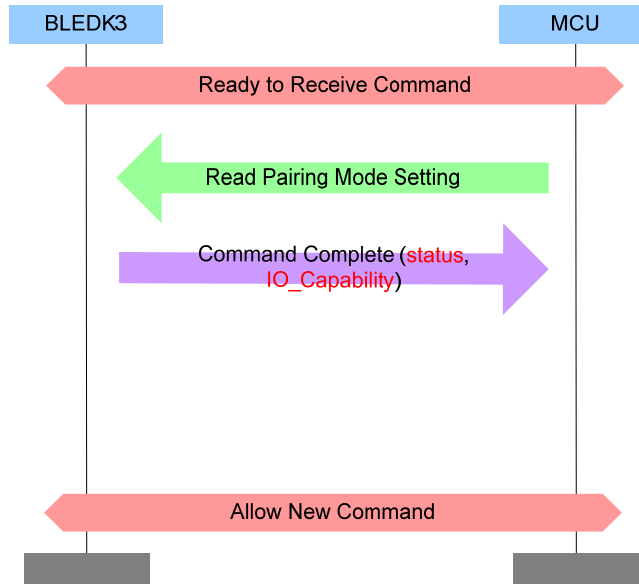 BLEDK3
MCU
Ready to Receive Command
Read Pairing Mode Setting
Command Complete (status,
IO_Capability)
Allow New Command